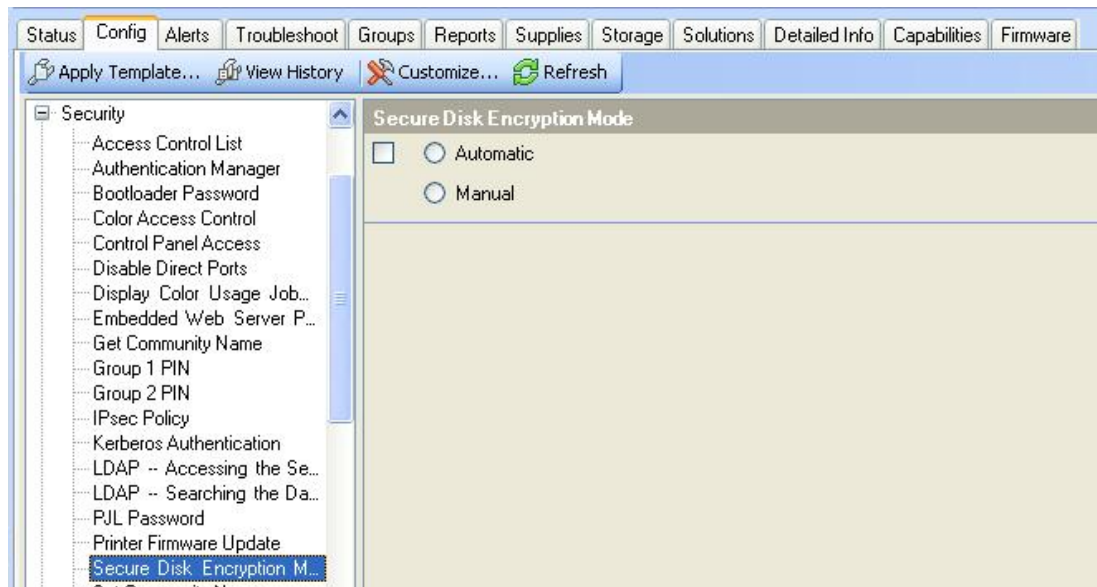 Status Config Alerts Troubleshoot Groups Reports Supplies Storage Solutions Detailed Info Capabilities Firmware
Apply Template... View History Customize... Refresh
Security
Access Control List
Authentication Manager
Bootloader Password
Color Access Control
Control Panel Access
Disable Direct Ports
Display Color Usage Job...
Embedded Web Server P...
Get Community Name
Group 1 PIN
Group 2 PIN
IPsec Policy
Kerberos Authentication
LDAP -- Accessing the Se...
LDAP -- Searching the Da...
PJL Password
Printer Firmware Update
Secure Disk Encryption M...
Secure Disk Encryption Mode
Automatic
Manual